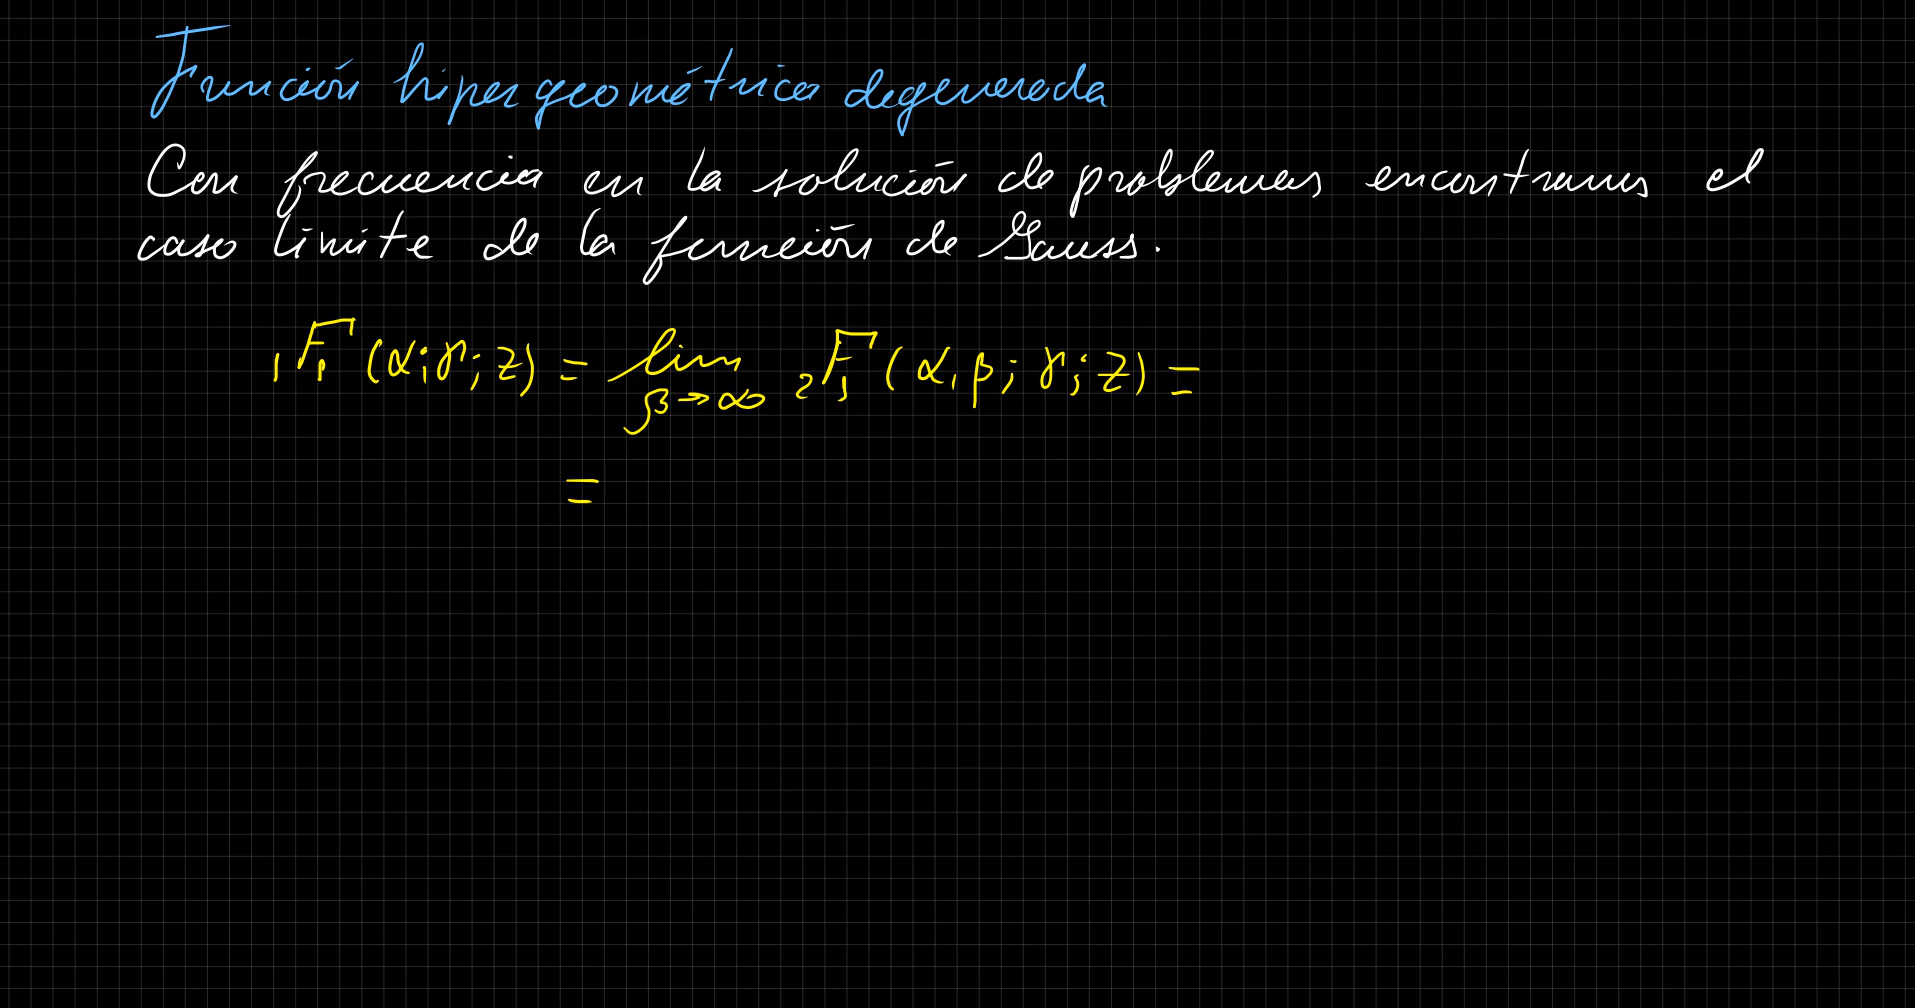 Función hipergeométrica degenerada
Con frecuencia en la solución de problemas encontramos el
caso límite de la función de Gauss.
₁F₁ (α; γ; z) = lim ₂F₁ (α, β; γ; z) =
β → ∞
=